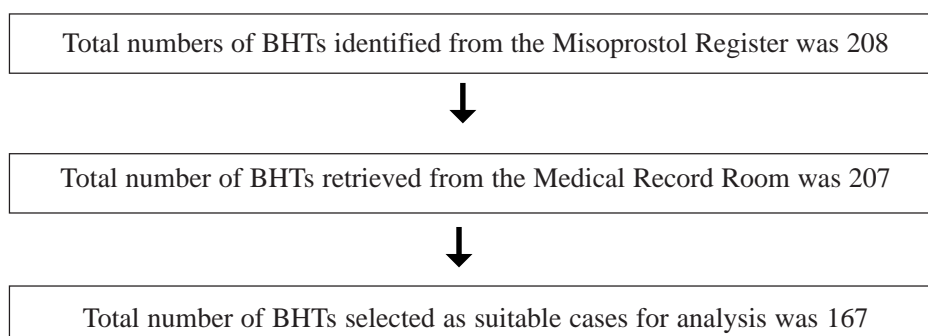 Total numbers of BHTs identified from the Misoprostol Register was 208
Total number of BHTs retrieved from the Medical Record Room was 207
Total number of BHTs selected as suitable cases for analysis was 167